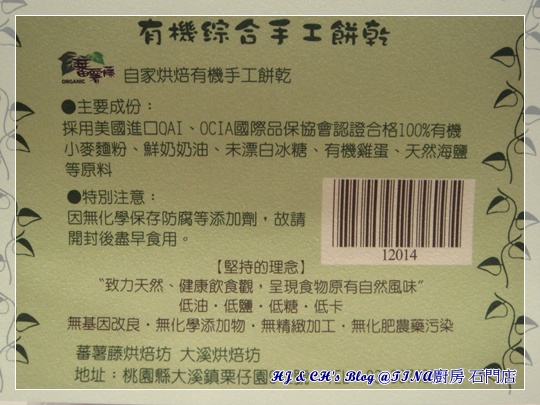 有機綜合手工餅乾
蕃薯藤
ORGANIC
自家烘焙有機手工餅乾
●主要成份：
採用美國進口QAI、OCIA國際品保協會認證合格100%有機
小麥麵粉、鮮奶奶油、未漂白冰糖、有機雞蛋、天然海鹽
等原料
●特別注意：
因無化學保存防腐等添加劑，故請
開封後盡早食用。
12014
【堅持的理念】
“致力天然、健康飲食觀，呈現食物原有自然風味”
低油·低鹽·低糖·低卡
無基因改良·無化學添加物·無精緻加工·無化肥農藥污染
蕃薯藤烘焙坊 大溪烘焙坊
地址：桃園縣大溪鎮栗仔園
HJ & CH's Blog @TINA廚房 石門店